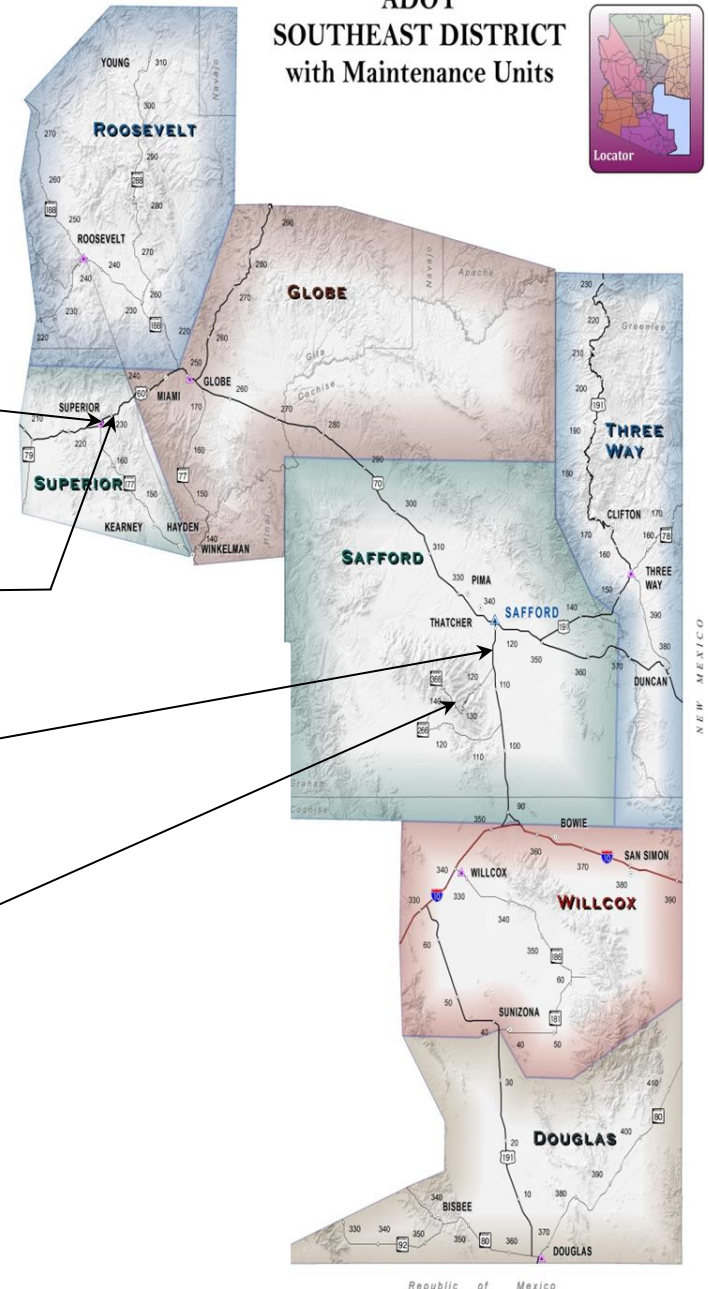 ADOT
SOUTHEAST DISTRICT
with Maintenance Units
Locator
YOUNG
310
Navajo
300
ROOSEVELT
270
290
288
260
280
188
250
ROOSEVELT
270
240
240
260
230
230
188
220
220
290
280
Navajo
Apache
270
GLOBE
260
Gila
Cochise
250
240
GLOBE
60
MIAMI
260
170
270
280
160
77
150
Pinal
140
HAYDEN
WINKELMAN
SUPERIOR
210
230
220
79
160
SUPERIOR
177
150
KEARNEY
230
220
Greenlee
210
200
191
190
THREE
WAY
180
CLIFTON
170
170
160
160
78
THREE
WAY
150
390
380
370
DUNCAN
NEW MEXICO
290
70
300
310
SAFFORD
330
PIMA
340
SAFFORD
140
191
THATCHER
120
350
360
366
120
110
140
130
266
120
110
100
Graham
Cochise
90
350
BOWIE
360
10
SAN SIMON
370
380
390
340
WILLCOX
10
330
330
WILLCOX
340
60
350
186
60
50
SUNIZONA
181
40
40
50
30
410
80
400
DOUGLAS
20
191
390
10
380
340
BISBEE
330
340
350
350
80
360
370
92
DOUGLAS
Republic of Mexico